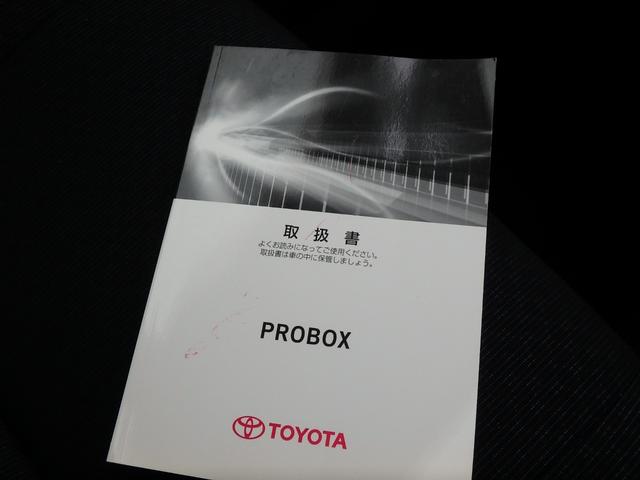 取扱書
よくお読みになってご使用ください。
取扱書は車の中に保管しましょう。
PROBOX
TOYOTA